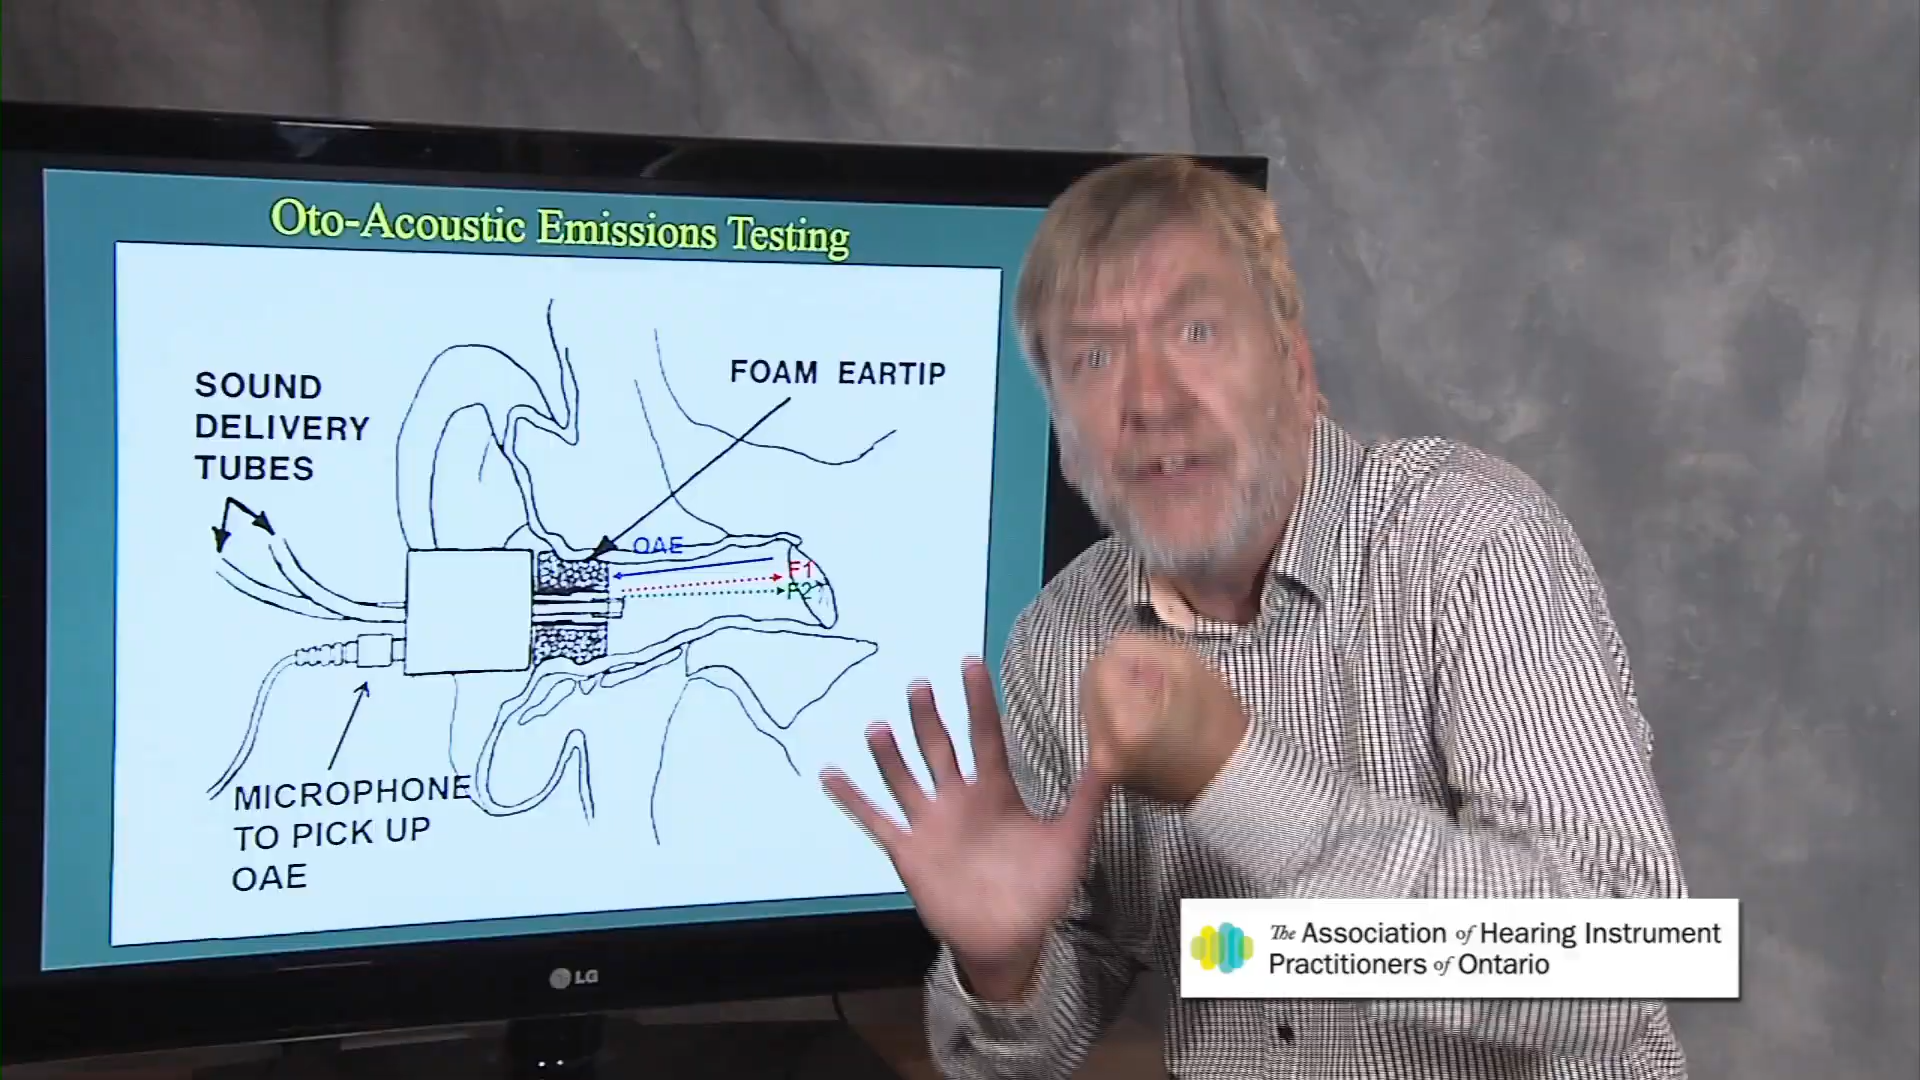 Oto-Acoustic Emissions Testing
SOUND
DELIVERY
TUBES
FOAM EARTIP
OAE
F1
F2
MICROPHONE
TO PICK UP
OAE
LG
The Association of Hearing Instrument
Practitioners of Ontario